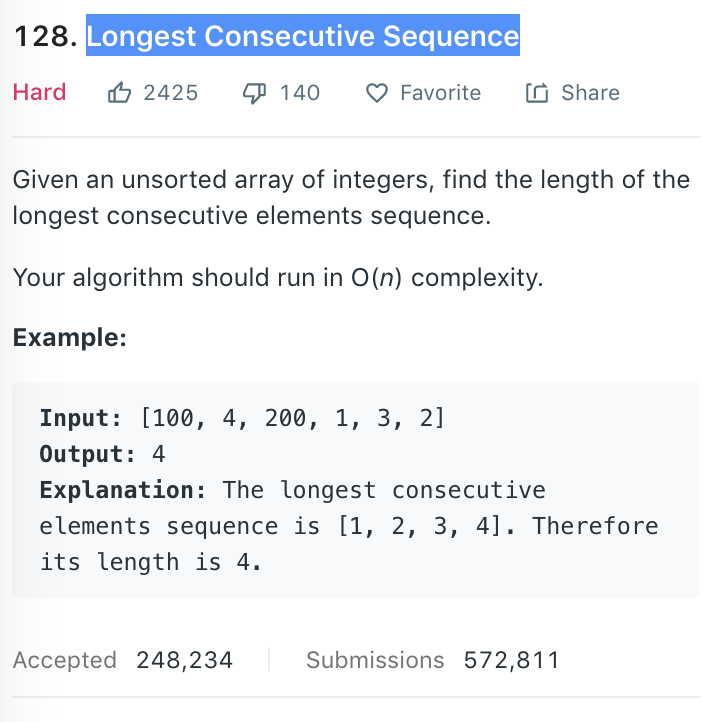 128. Longest Consecutive Sequence
Hard 2425 140 Favorite Share
Given an unsorted array of integers, find the length of the
longest consecutive elements sequence.
Your algorithm should run in O(n) complexity.
Example:
Input: [100, 4, 200, 1, 3, 2]
Output: 4
Explanation: The longest consecutive
elements sequence is [1, 2, 3, 4]. Therefore
its length is 4.
Accepted 248,234 Submissions 572,811